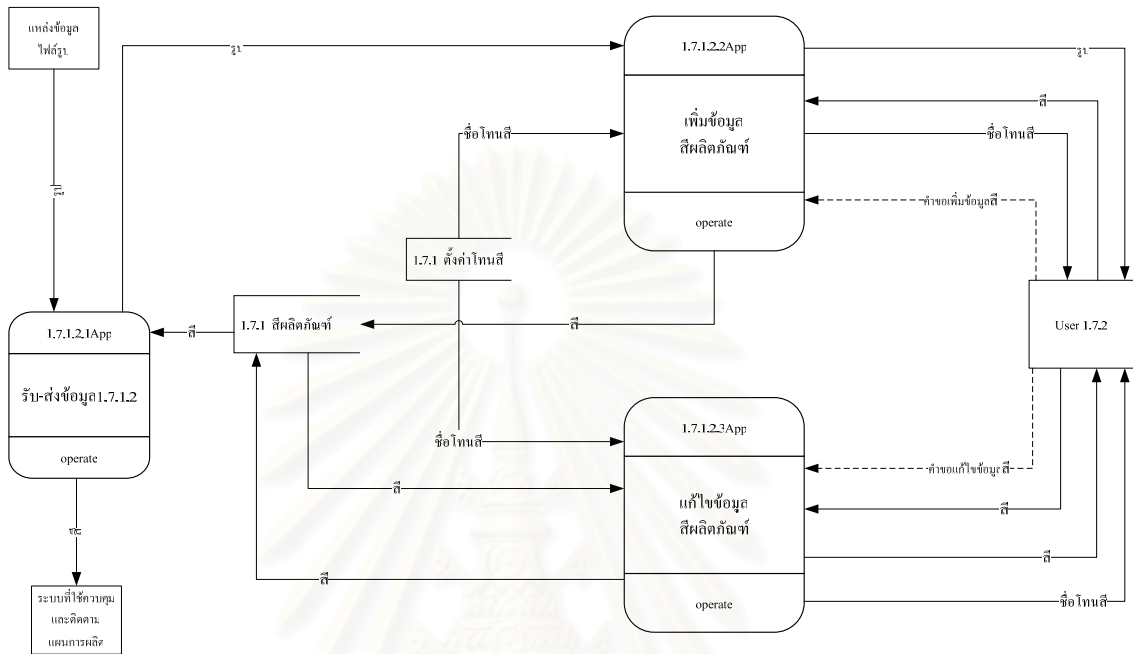 แหล่งข้อมูล
ไฟล์รูป
รูป
1.7.1.2.2App
รูป
สี
เพิ่มข้อมูล
สีผลิตภัณฑ์
ชื่อโทนสี
ชื่อโทนสี
รูป
คำขอเพิ่มข้อมูลสี
operate
1.7.1 ตั้งค่าโทนสี
1.7.1.2.1App
สี
1.7.1 สีผลิตภัณฑ์
สี
User 1.7.2
รับ-ส่งข้อมูล1.7.1.2
1.7.1.2.3App
ชื่อโทนสี
operate
คำขอแก้ไขข้อมูลสี
สี
แก้ไขข้อมูล
สีผลิตภัณฑ์
สี
สี
สี
สี
ระบบที่ใช้ควบคุม
และติดตาม
แผนการผลิต
operate
ชื่อโทนสี